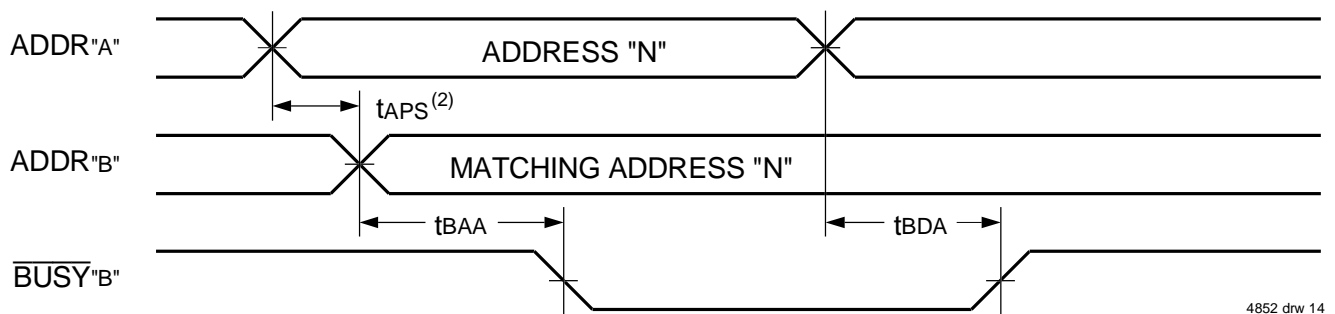 ADDR"A" ADDRESS "N"
tAPS(2)
ADDR"B" MATCHING ADDRESS "N"
tBAA tBDA
BUSY"B"
4852 drw 14